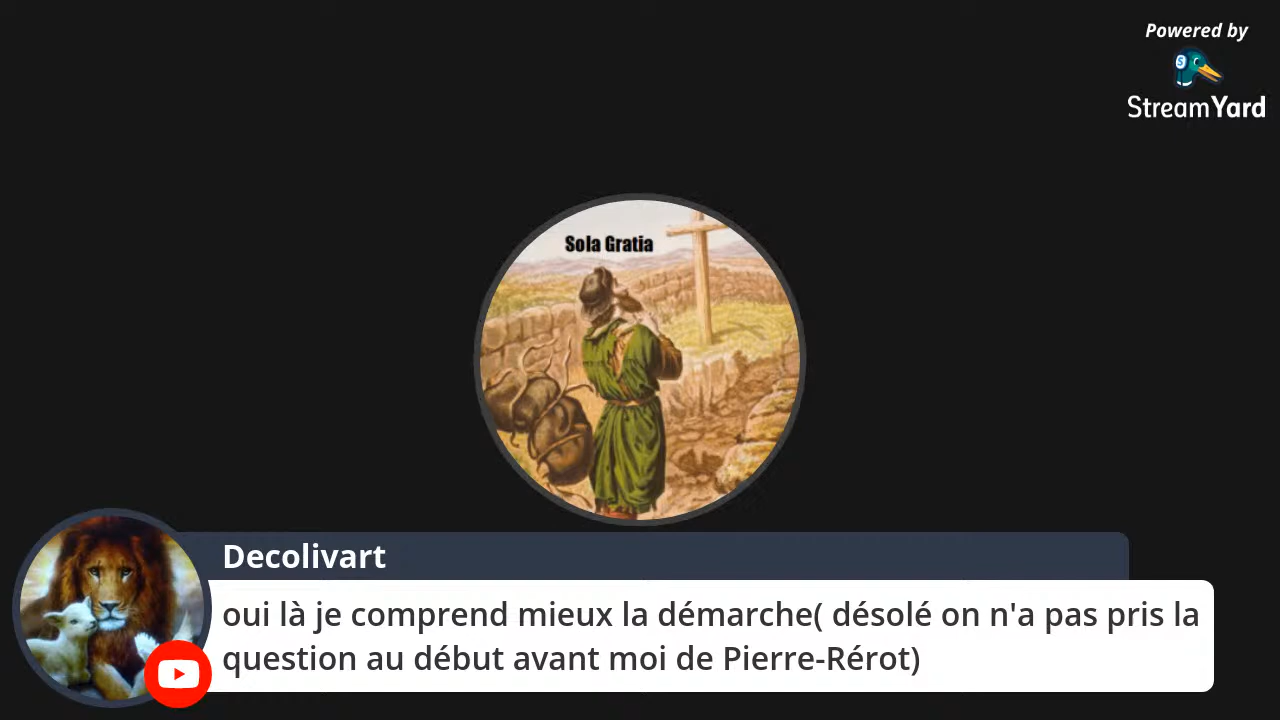 Powered by
StreamYard
Sola Gratia
Decolivart
oui là je comprend mieux la démarche( désolé on n'a pas pris la
question au début avant moi de Pierre-Rérot)